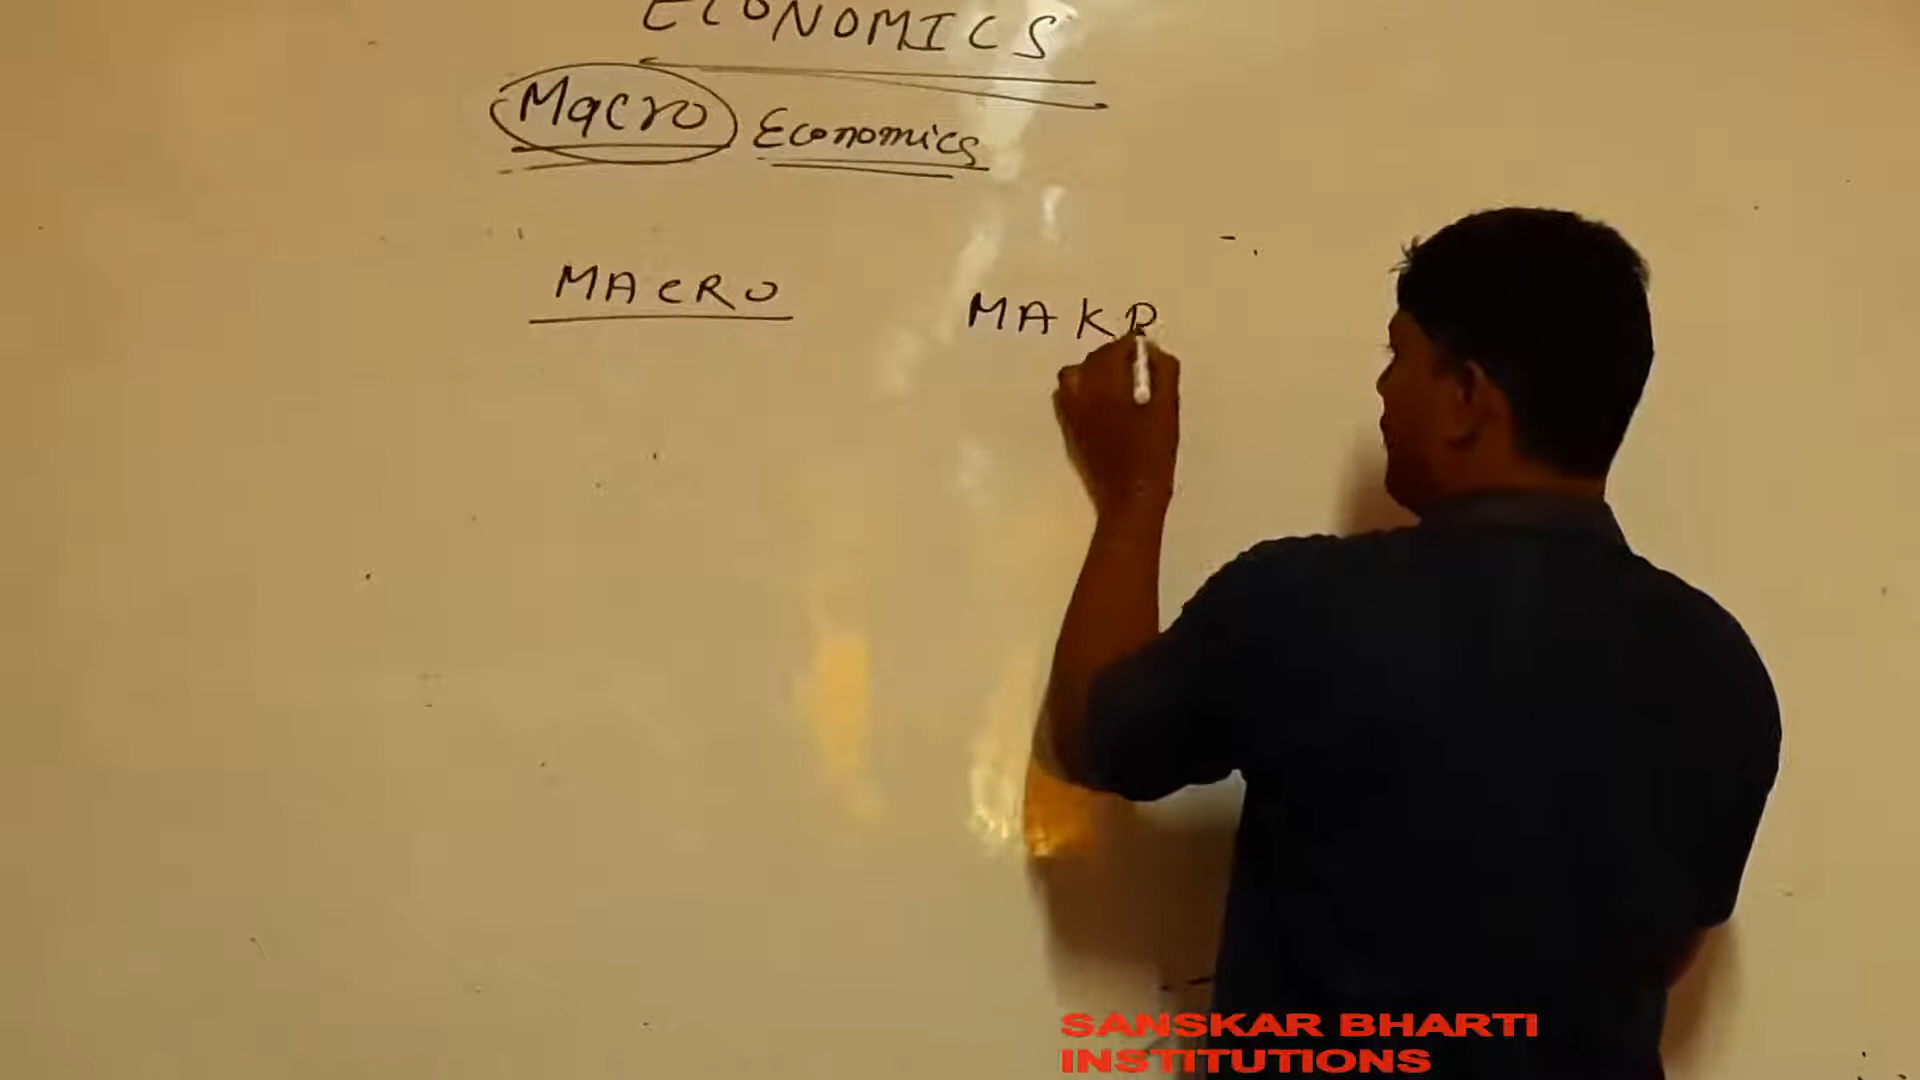 ECONOMICS
Macro Economics
MACRO MAKR
SANSKAR BHARTI
INSTITUTIONS